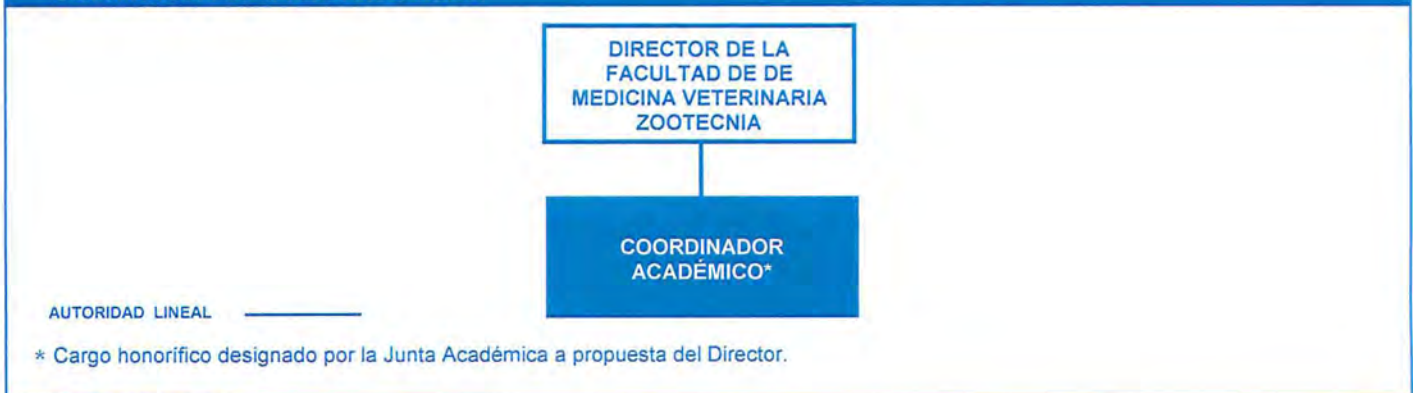 DIRECTOR DE LA
FACULTAD DE DE
MEDICINA VETERINARIA
ZOOTECNIA
COORDINADOR
ACADÉMICO*
AUTORIDAD LINEAL
* Cargo honorífico designado por la Junta Académica a propuesta del Director.